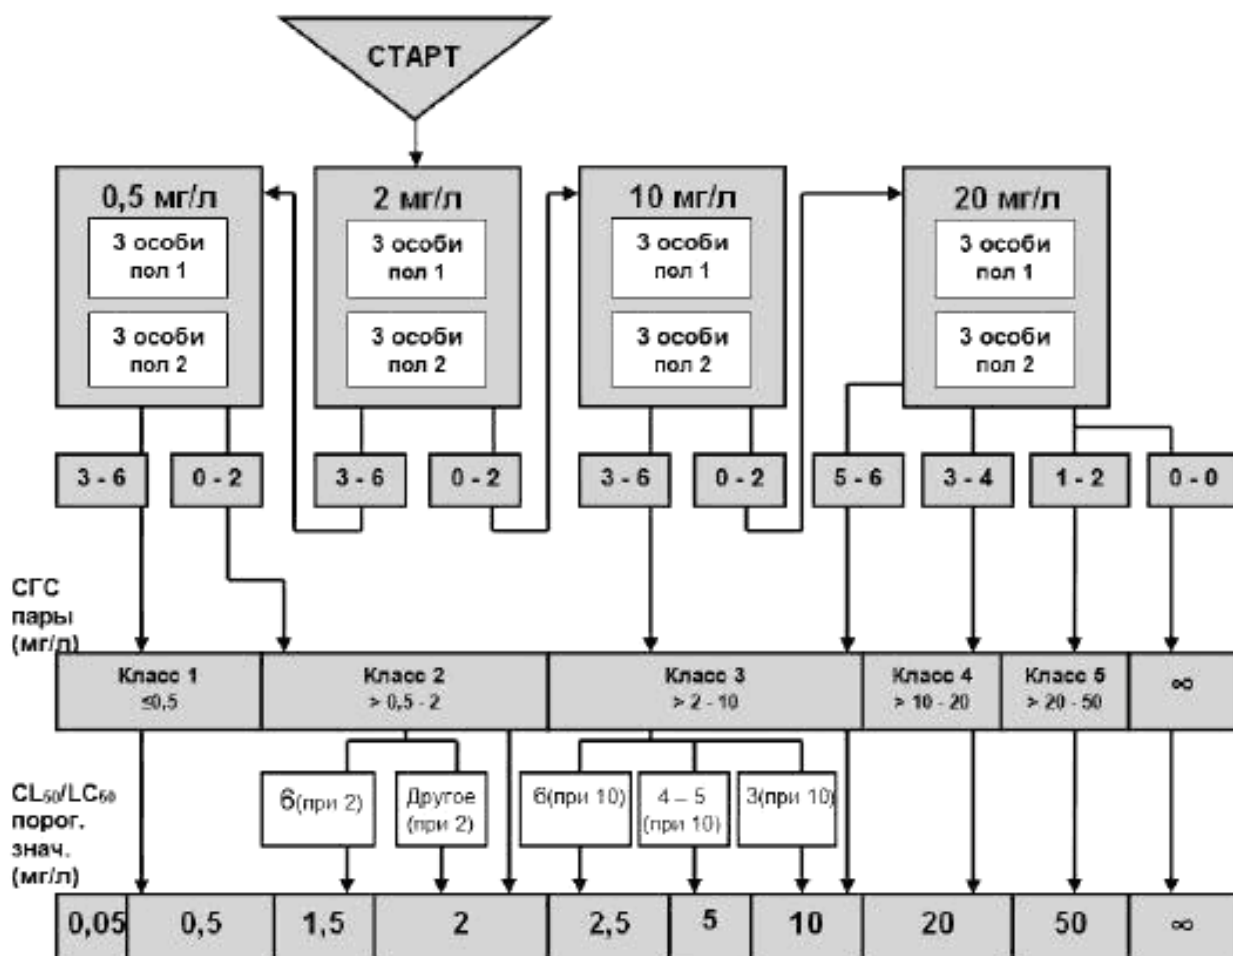 СТАРТ
0,5 мг/л
2 мг/л
10 мг/л
20 мг/л
3 особи
пол 1
3 особи
пол 1
3 особи
пол 1
3 особи
пол 1
3 особи
пол 2
3 особи
пол 2
3 особи
пол 2
3 особи
пол 2
3 - 6
0 - 2
3 - 6
0 - 2
3 - 6
0 - 2
5 - 6
3 - 4
1 - 2
0 - 0
СГС
пары
(мг/л)
Класс 1
≤0,5
Класс 2
> 0,5 - 2
Класс 3
> 2 - 10
Класс 4
> 10 - 20
Класс 5
> 20 - 50
∞
CL50/LC50
порог.
знач.
(мг/л)
6(при 2)
Другое
(при 2)
6(при 10)
4 – 5
(при 10)
3(при 10)
0,05
0,5
1,5
2
2,5
5
10
20
50
∞